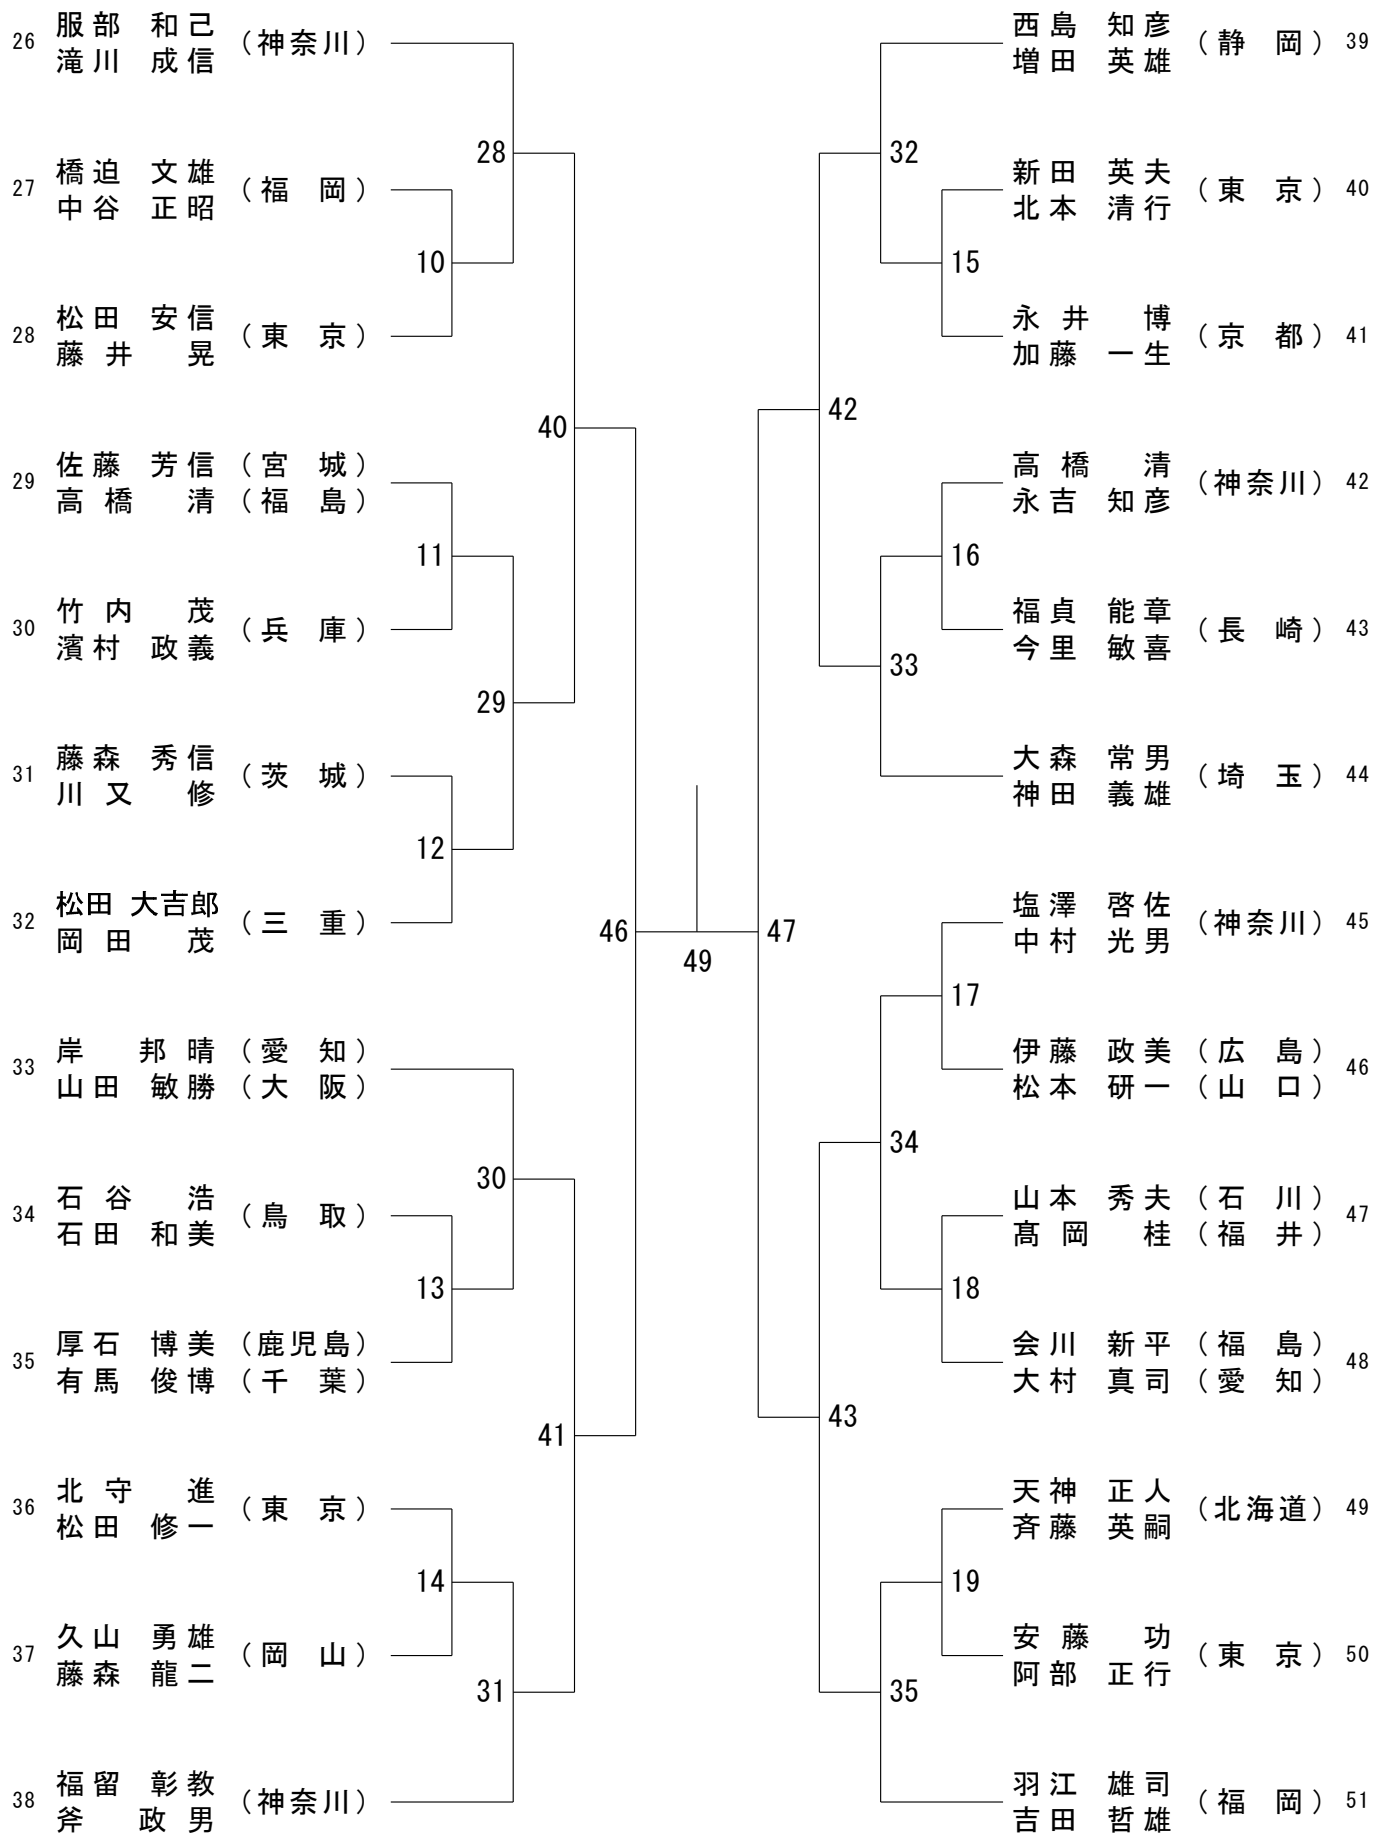 26 服部 和己 (神奈川)
滝川 成信
28
27 橋迫 文雄 (福 岡)
中谷 正昭
10
28 松田 安信 (東 京)
藤井 晃
40
29 佐藤 芳信 (宮 城)
高橋 清 (福 島)
11
30 竹内 茂 (兵 庫)
濱村 政義
29
31 藤森 秀信 (茨 城)
川又 修
12
32 松田 大吉郎 (三 重)
岡田 茂
46
33 岸 邦晴 (愛 知)
山田 敏勝 (大 阪)
30
34 石谷 浩 (鳥 取)
石田 和美
13
35 厚石 博美 (鹿児島)
有馬 俊博 (千 葉)
41
36 北守 進 (東 京)
松田 修一
14
37 久山 勇雄 (岡 山)
藤森 龍二
31
38 福留 彰教 (神奈川)
斧 政男
49
西島 知彦 (静 岡) 39
増田 英雄
32
新田 英夫 (東 京) 40
北本 清行
15
永井 博 (京 都) 41
加藤 一生
42
高橋 清 (神奈川) 42
永吉 知彦
16
福貞 能章 (長 崎) 43
今里 敏喜
33
大森 常男 (埼 玉) 44
神田 義雄
塩澤 啓佐 (神奈川) 45
中村 光男
47
17
伊藤 政美 (広 島) 46
松本 研一 (山 口)
34
山本 秀夫 (石 川) 47
髙岡 桂 (福 井)
18
会川 新平 (福 島) 48
大村 真司 (愛 知)
43
天神 正人 (北海道) 49
斉藤 英嗣
19
安藤 功 (東 京) 50
阿部 正行
35
羽江 雄司 (福 岡) 51
吉田 哲雄